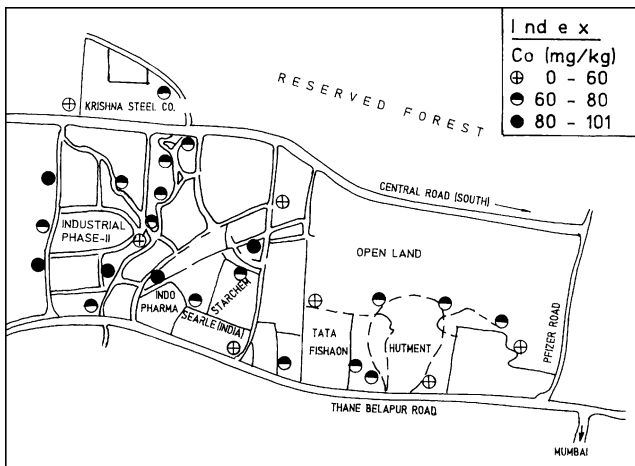 Index
Co (mg/kg)
0 - 60
60 - 80
80 - 101
RESERVED FOREST
KRISHNA STEEL CO.
CENTRAL ROAD (SOUTH)
INDUSTRIAL
PHASE-II
OPEN LAND
INDO
PHARMA
STARCHEM
SEARLE (INDIA)
TATA
FISHAON
HUTMENT
PFIZER ROAD
THANE BELAPUR ROAD
MUMBAI